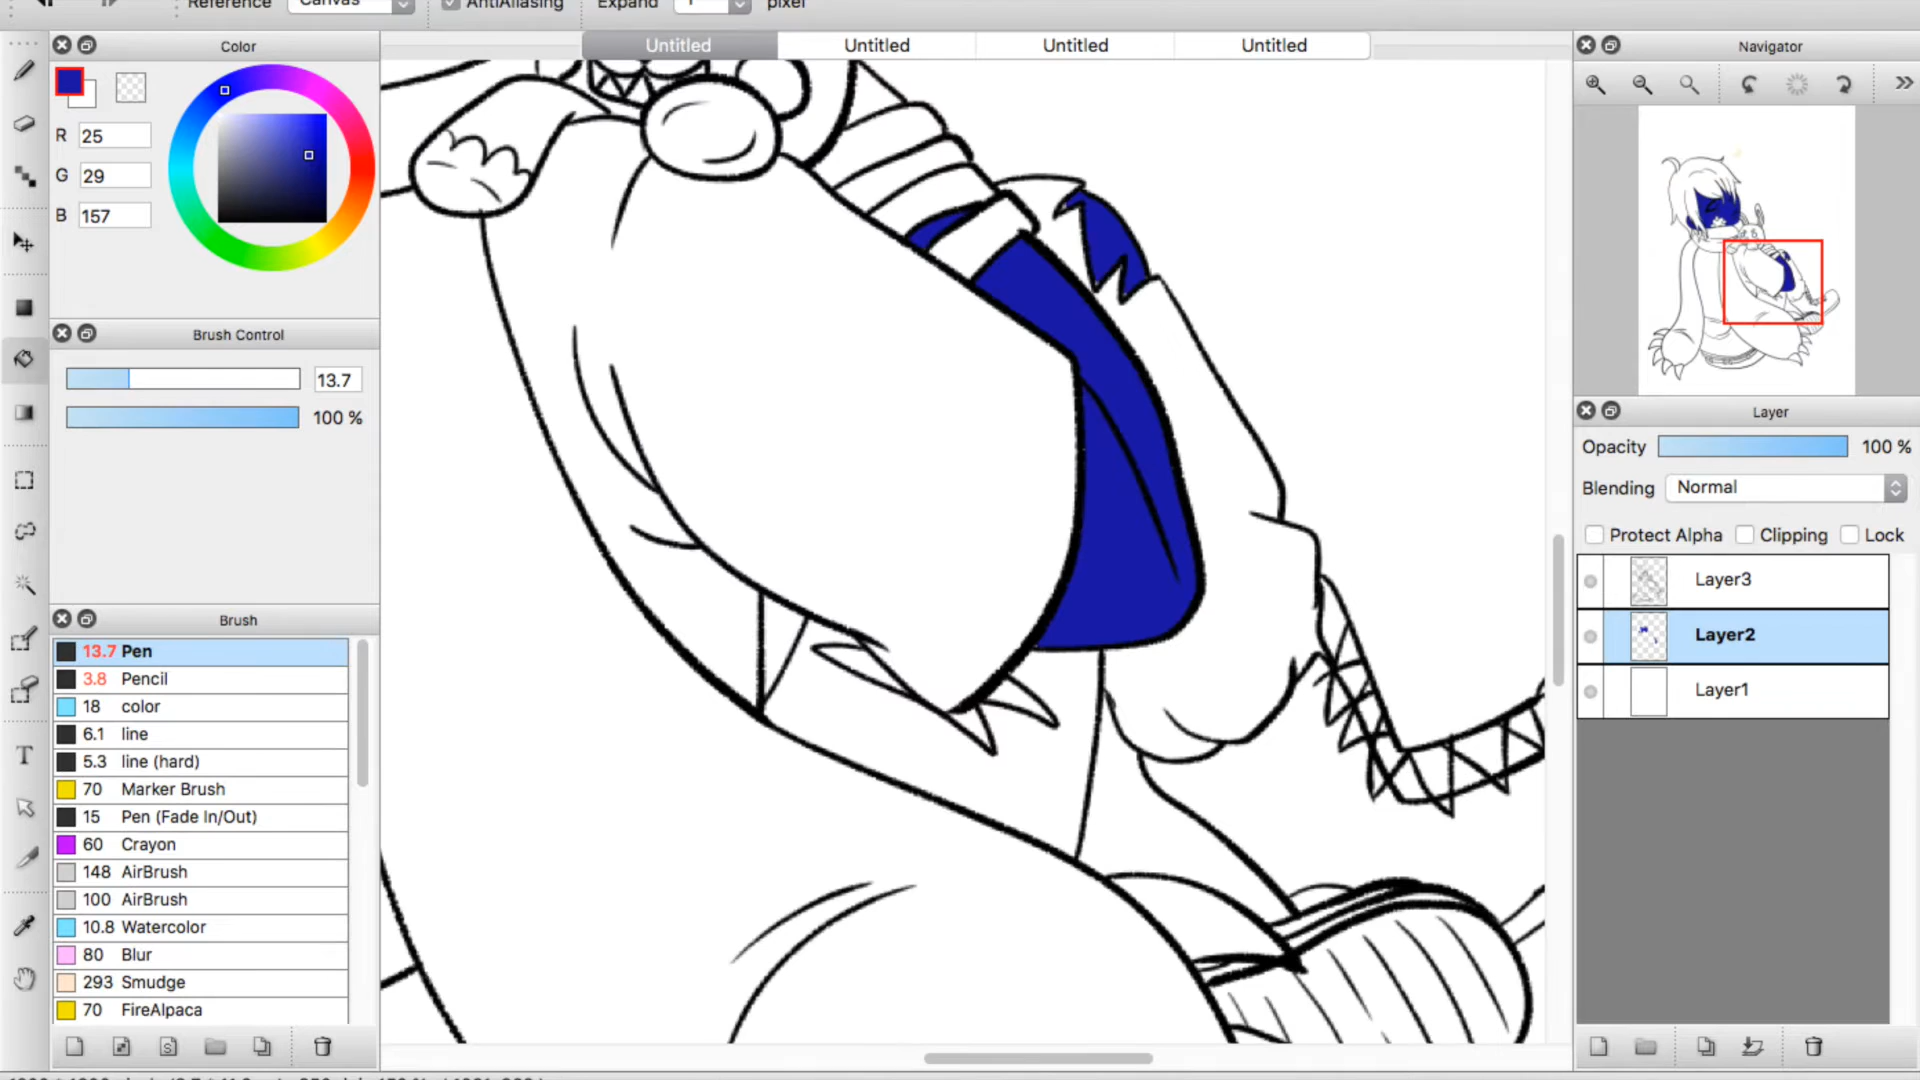 Reference Canvas AntiAliasing Expand 1 pixel
Color
Untitled Untitled Untitled Untitled
Navigator
R 25
G 29
B 157
Brush Control
13.7
100 %
Layer
Opacity 100 %
Blending Normal
Protect Alpha Clipping Lock
Layer3
Layer2
Layer1
Brush
13.7 Pen
3.8 Pencil
18 color
6.1 line
5.3 line (hard)
70 Marker Brush
15 Pen (Fade In/Out)
60 Crayon
148 AirBrush
100 AirBrush
10.8 Watercolor
80 Blur
293 Smudge
70 FireAlpaca
T
S